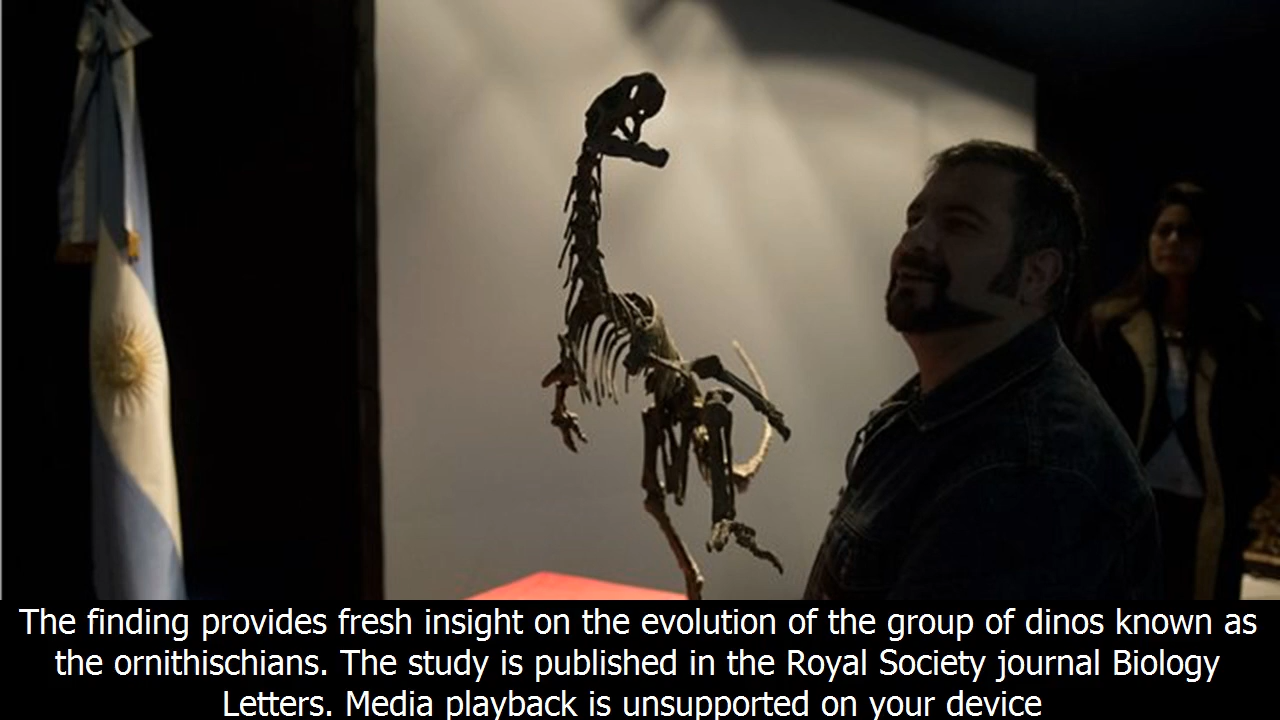 The finding provides fresh insight on the evolution of the group of dinos known as
the ornithischians. The study is published in the Royal Society journal Biology
Letters. Media playback is unsupported on your device